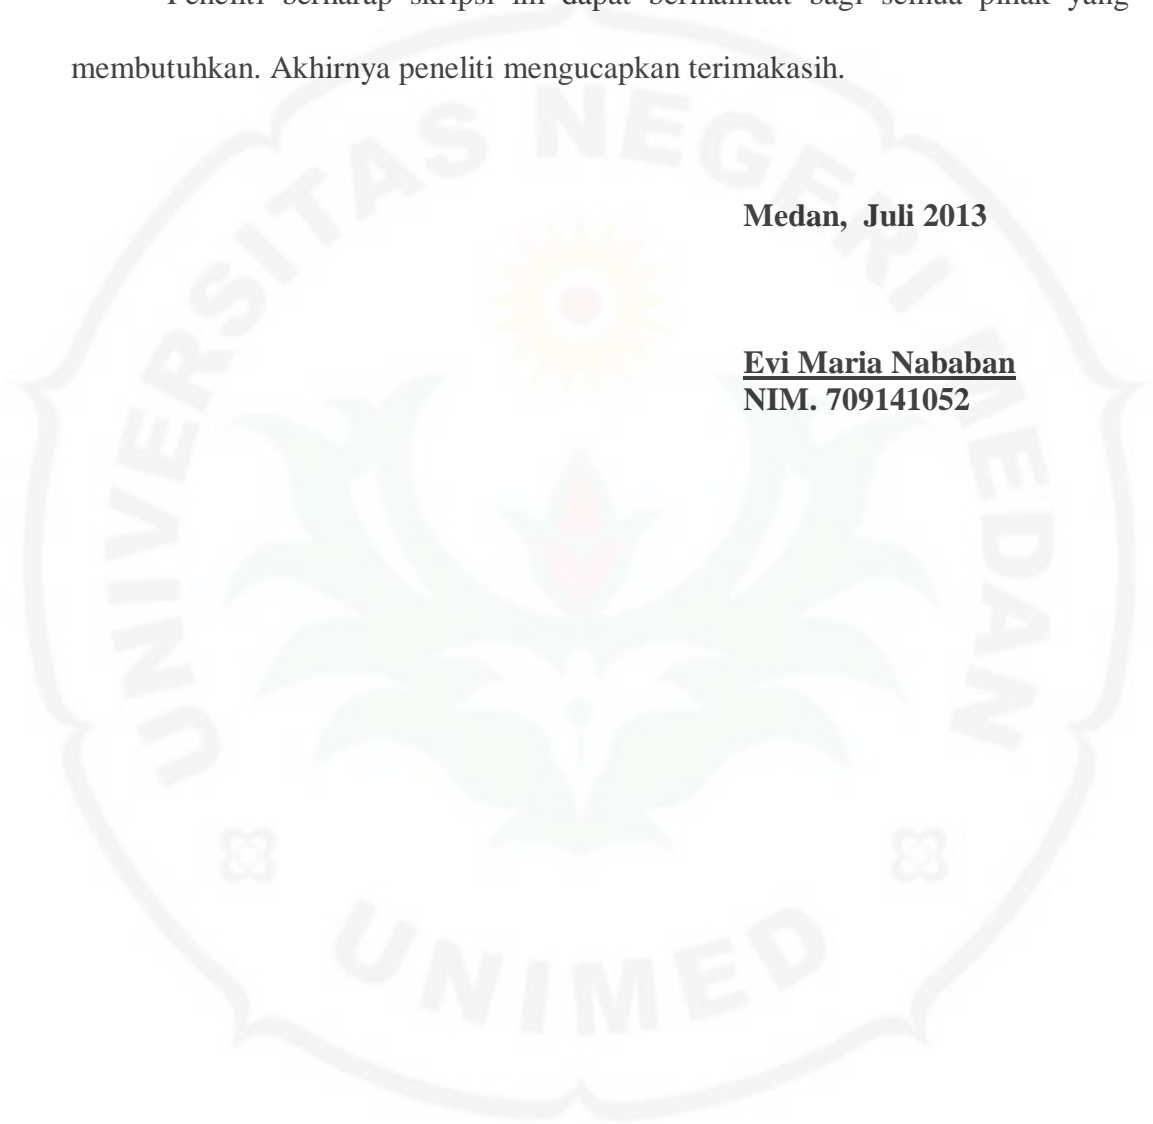 Peneliti berharap skripsi ini dapat bermanfaat bagi semua pihak yang
membutuhkan. Akhirnya peneliti mengucapkan terimakasih.
UNIVERSITAS NEGERI MEDAN
Medan, Juli 2013
Evi Maria Nababan
NIM. 709141052
UNIMED